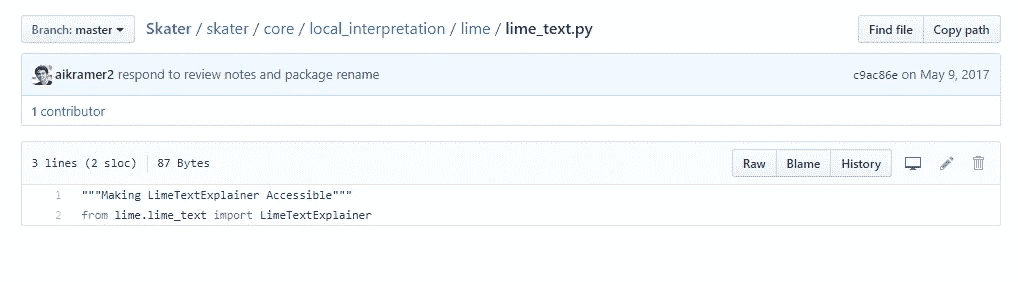 Branch: master Skater / skater / core / local_interpretation / lime / lime_text.py Find file Copy path
aikramer2 respond to review notes and package rename c9ac86e on May 9, 2017
1 contributor
3 lines (2 sloc) 87 Bytes Raw Blame History
1 """Making LimeTextExplainer Accessible"""
2 from lime.lime_text import LimeTextExplainer